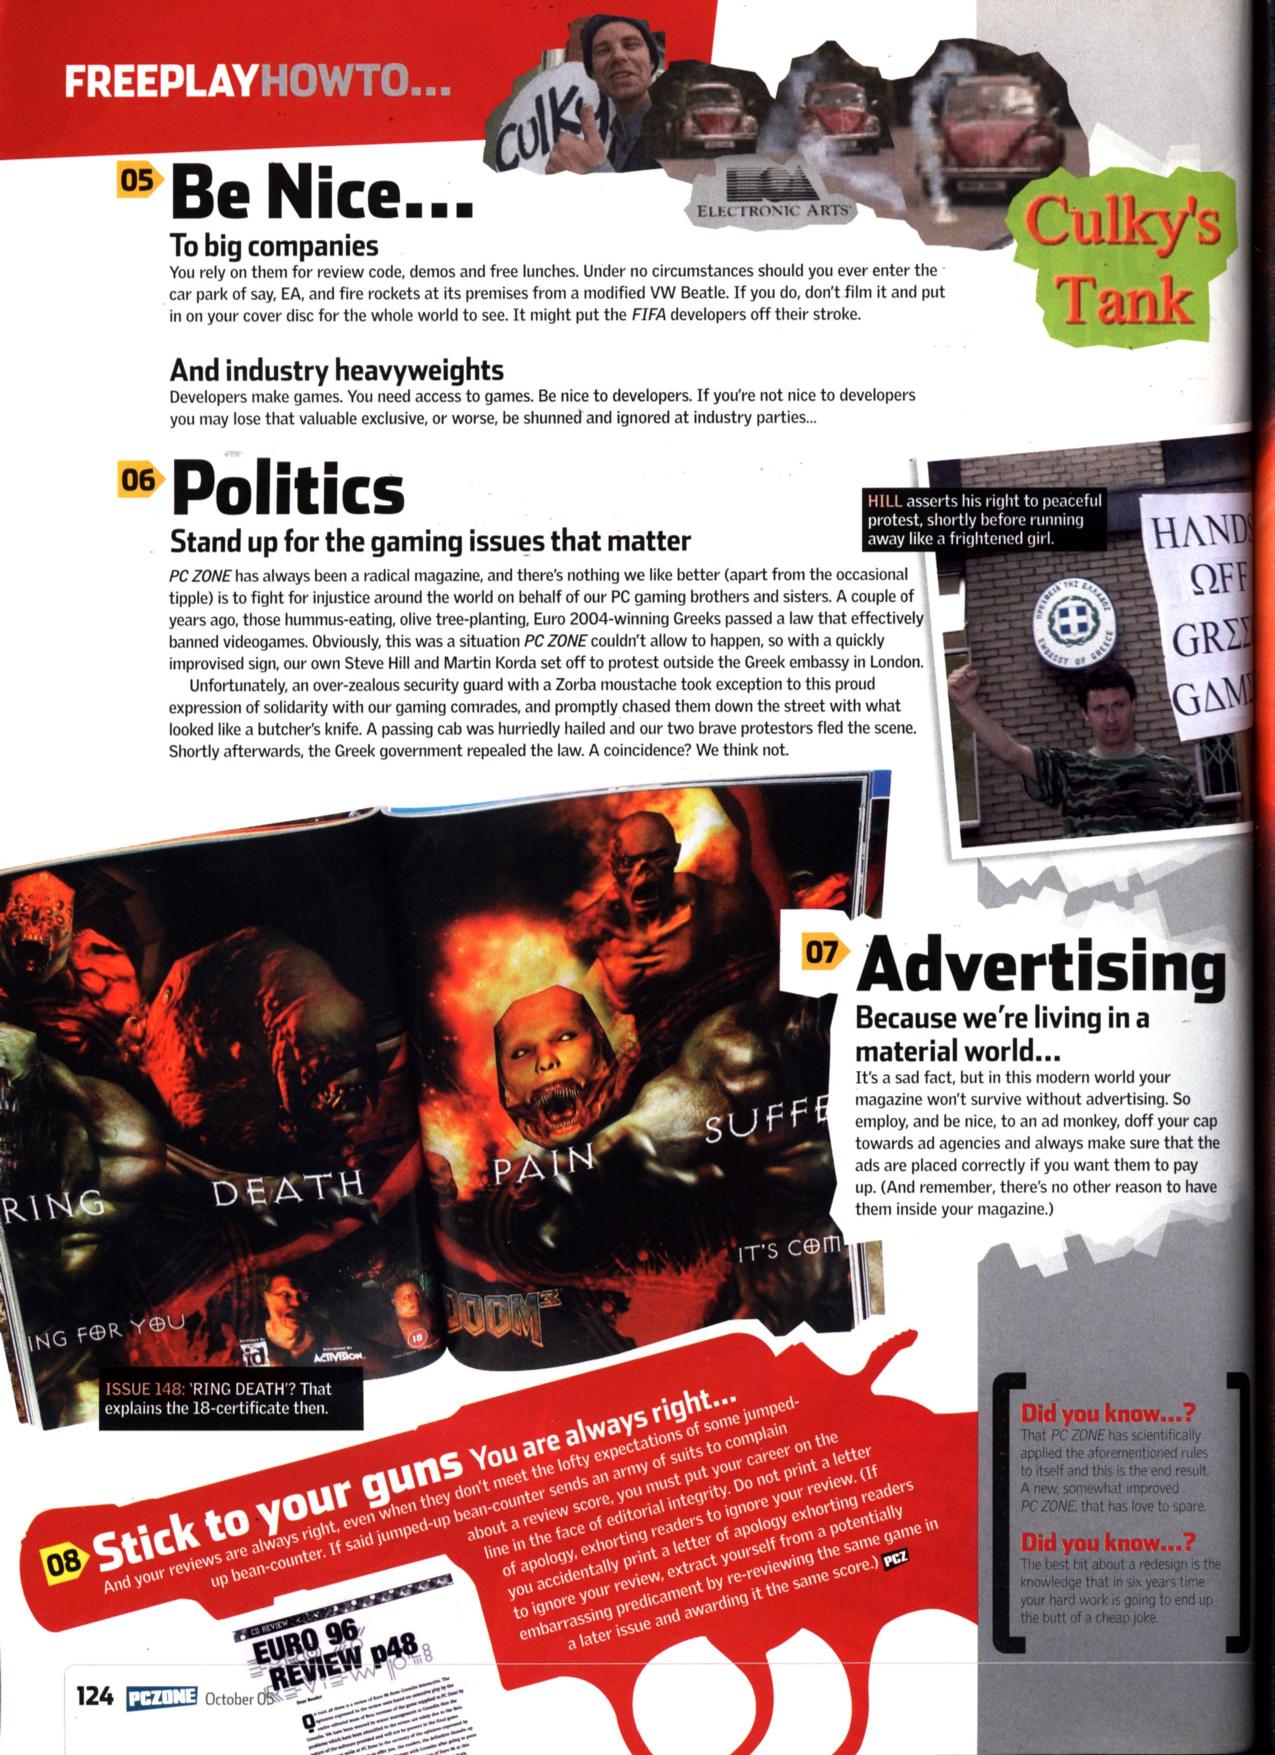 FREEPLAYHOWTO...
culky
ELECTRONIC ARTS
Culky's
Tank
05
Be Nice...
To big companies
You rely on them for review code, demos and free lunches. Under no circumstances should you ever enter the
car park of say, EA, and fire rockets at its premises from a modified VW Beatle. If you do, don't film it and put
in on your cover disc for the whole world to see. It might put the FIFA developers off their stroke.
And industry heavyweights
Developers make games. You need access to games. Be nice to developers. If you're not nice to developers
you may lose that valuable exclusive, or worse, be shunned and ignored at industry parties...
06
Politics
Stand up for the gaming issues that matter
PC ZONE has always been a radical magazine, and there's nothing we like better (apart from the occasional
tipple) is to fight for injustice around the world on behalf of our PC gaming brothers and sisters. A couple of
years ago, those hummus-eating, olive tree-planting, Euro 2004-winning Greeks passed a law that effectively
banned videogames. Obviously, this was a situation PC ZONE couldn't allow to happen, so with a quickly
improvised sign, our own Steve Hill and Martin Korda set off to protest outside the Greek embassy in London.
Unfortunately, an over-zealous security guard with a Zorba moustache took exception to this proud
expression of solidarity with our gaming comrades, and promptly chased them down the street with what
looked like a butcher's knife. A passing cab was hurriedly hailed and our two brave protestors fled the scene.
Shortly afterwards, the Greek government repealed the law. A coincidence? We think not.
HILL asserts his right to peaceful
protest, shortly before running
away like a frightened girl.
HΛNDS
ΩFF
GRΣΣ
GΔMΣ
EMBASSY OF GREECE
RING
DEATH
PAIN
SUFFE
IT'S COM
ING FOR YOU
DOOM3
id
ACTIVISION
18
ISSUE 148: 'RING DEATH'? That
explains the 18-certificate then.
07
Advertising
Because we're living in a
material world...
It's a sad fact, but in this modern world your
magazine won't survive without advertising. So
employ, and be nice, to an ad monkey, doff your cap
towards ad agencies and always make sure that the
ads are placed correctly if you want them to pay
up. (And remember, there's no other reason to have
them inside your magazine.)
08
Stick to your guns You are always right...
And your reviews are always right, even when they don't meet the lofty expectations of some jumped-
up bean-counter. If said jumped-up bean-counter sends an army of suits to complain
about a review score, you must put your career on the
line in the face of editorial integrity. Do not print a letter
of apology, exhorting readers to ignore your review. (If
you accidentally print a letter of apology exhorting readers
to ignore your review, extract yourself from a potentially
embarrassing predicament by re-reviewing the same game in
a later issue and awarding it the same score.) PCZ
CD REVIEW
EURO 96
REVIEW p48
Dear Reader
Did you know...?
That PC ZONE has scientifically
applied the aforementioned rules
to itself and this is the end result.
A new, somewhat improved
PC ZONE, that has love to spare.
Did you know...?
The best bit about a redesign is the
knowledge that in six years time
your hard work is going to end up
the butt of a cheap joke.
124 PCZONE October 05